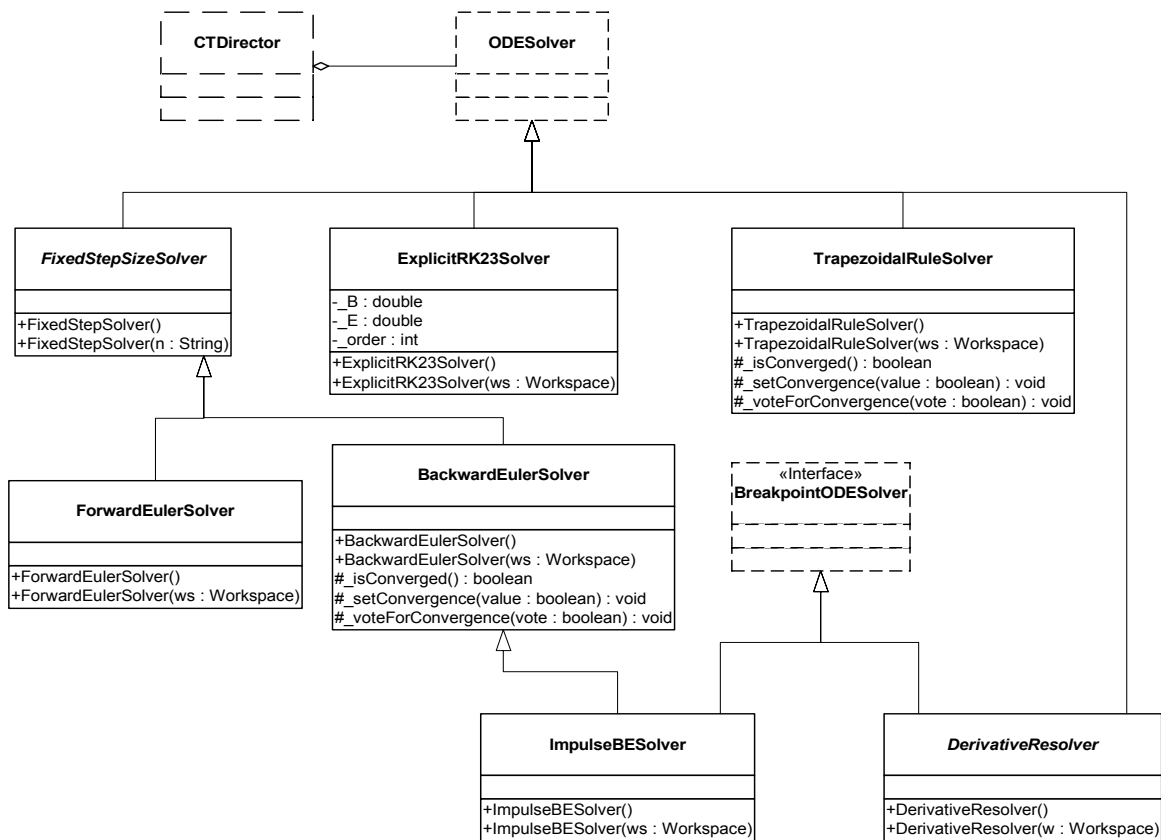 CTDirector
ODESolver
FixedStepSizeSolver
+FixedStepSolver()
+FixedStepSolver(n : String)
ExplicitRK23Solver
-_B : double
-_E : double
-_order : int
+ExplicitRK23Solver()
+ExplicitRK23Solver(ws : Workspace)
TrapezoidalRuleSolver
+TrapezoidalRuleSolver()
+TrapezoidalRuleSolver(ws : Workspace)
#_isConverged() : boolean
#_setConvergence(value : boolean) : void
#_voteForConvergence(vote : boolean) : void
ForwardEulerSolver
+ForwardEulerSolver()
+ForwardEulerSolver(ws : Workspace)
BackwardEulerSolver
+BackwardEulerSolver()
+BackwardEulerSolver(ws : Workspace)
#_isConverged() : boolean
#_setConvergence(value : boolean) : void
#_voteForConvergence(vote : boolean) : void
«Interface»
BreakpointODESolver
ImpulseBESolver
+ImpulseBESolver()
+ImpulseBESolver(ws : Workspace)
DerivativeResolver
+DerivativeResolver()
+DerivativeResolver(w : Workspace)